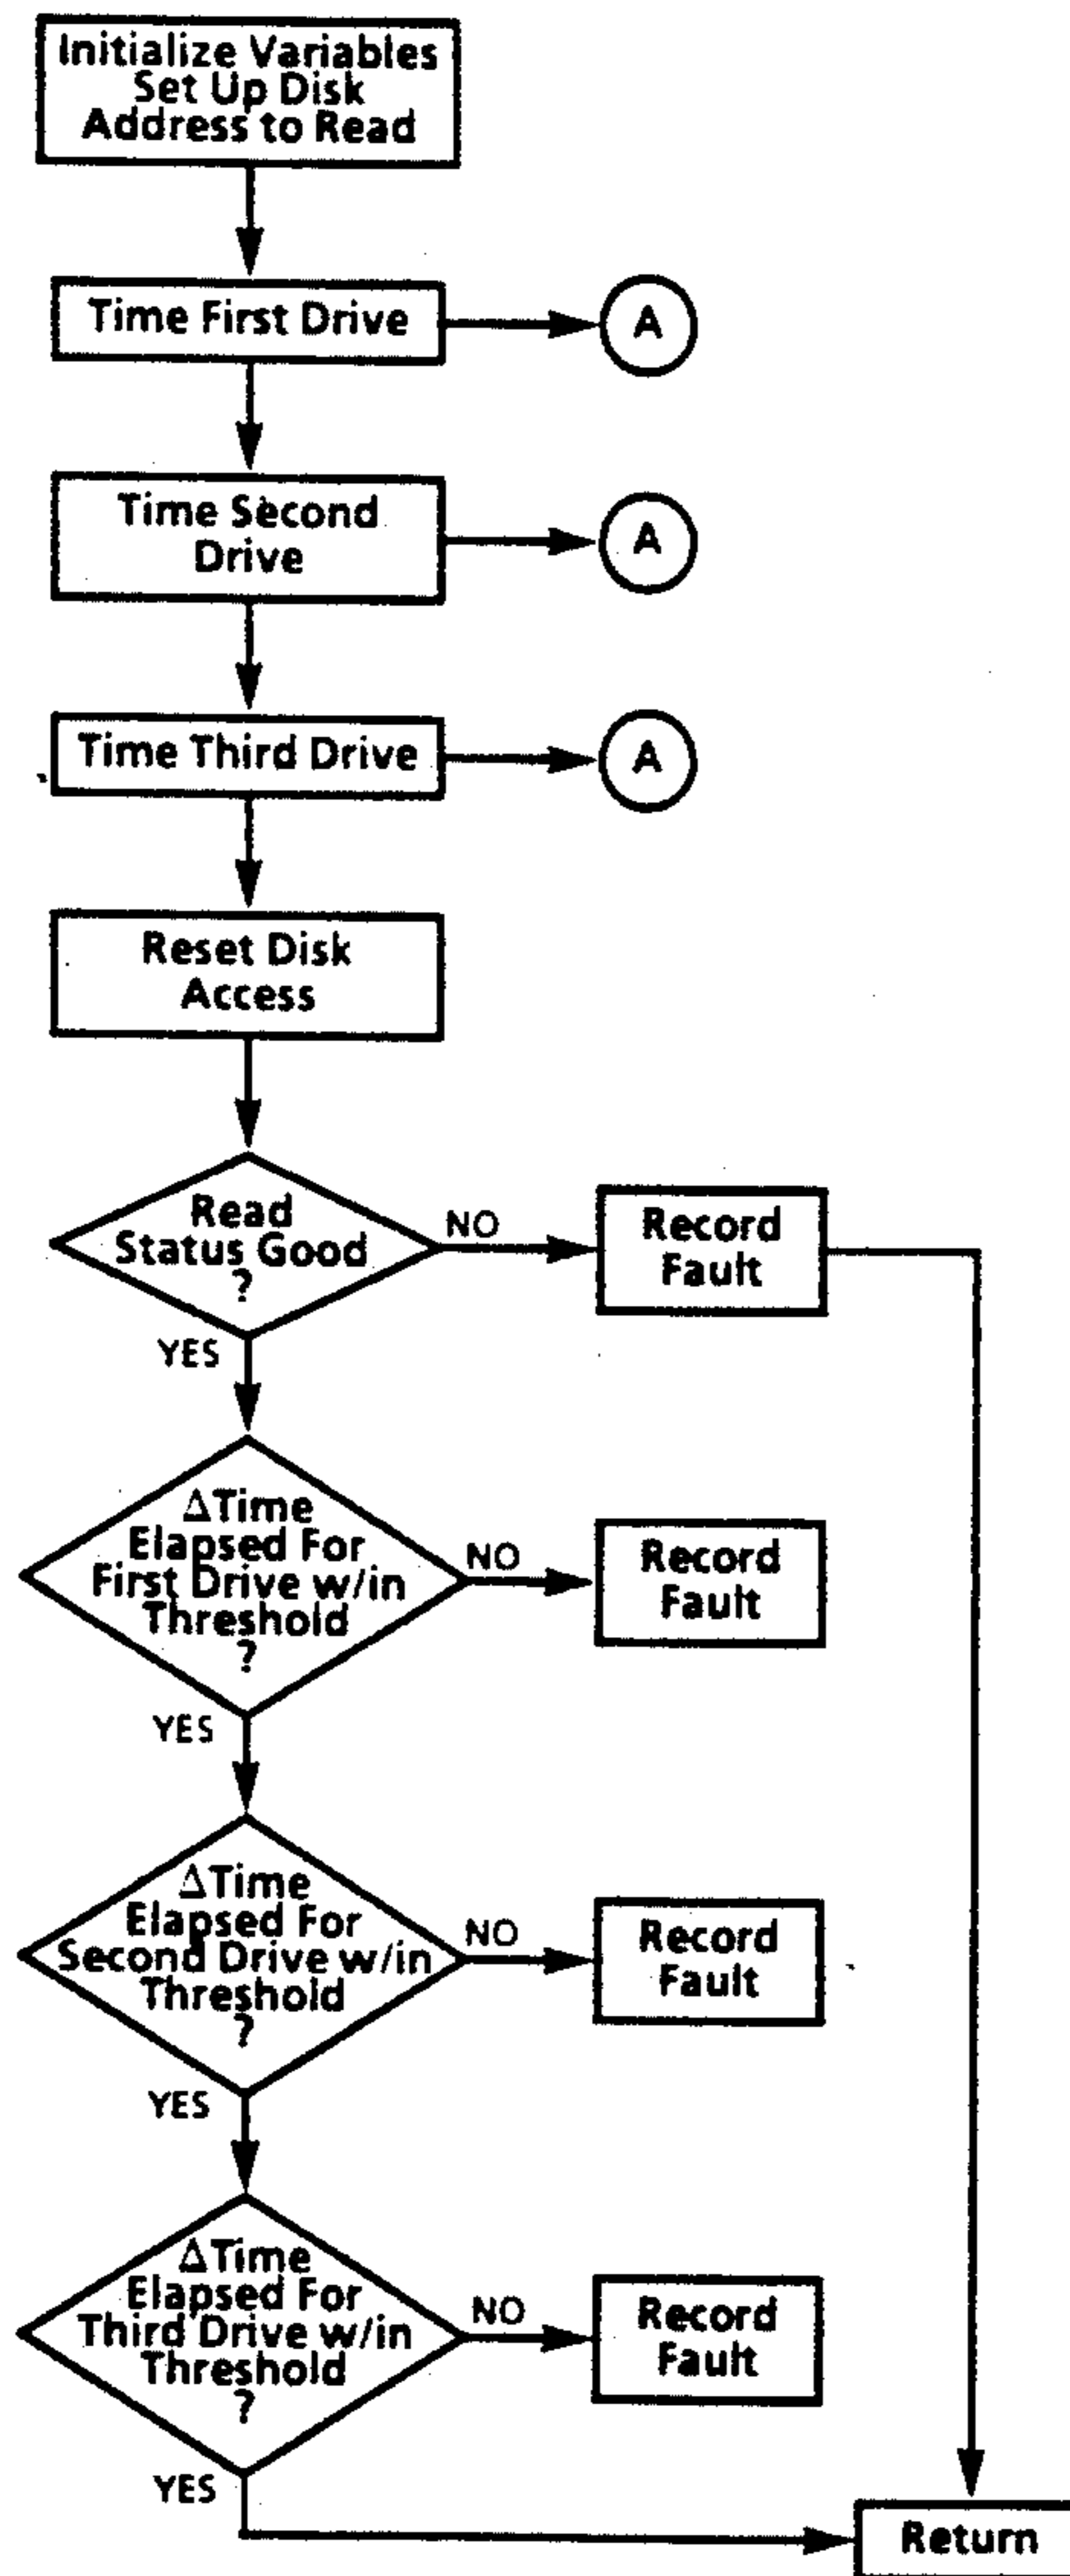 Initialize Variables
Set Up Disk
Address to Read
Time First Drive
A
Time Second
Drive
A
Time Third Drive
A
Reset Disk
Access
Read
Status Good
?
NO
Record
Fault
YES
ΔTime
Elapsed For
First Drive w/in
Threshold
?
NO
Record
Fault
YES
ΔTime
Elapsed For
Second Drive w/in
Threshold
?
NO
Record
Fault
YES
ΔTime
Elapsed For
Third Drive w/in
Threshold
?
NO
Record
Fault
YES
Return